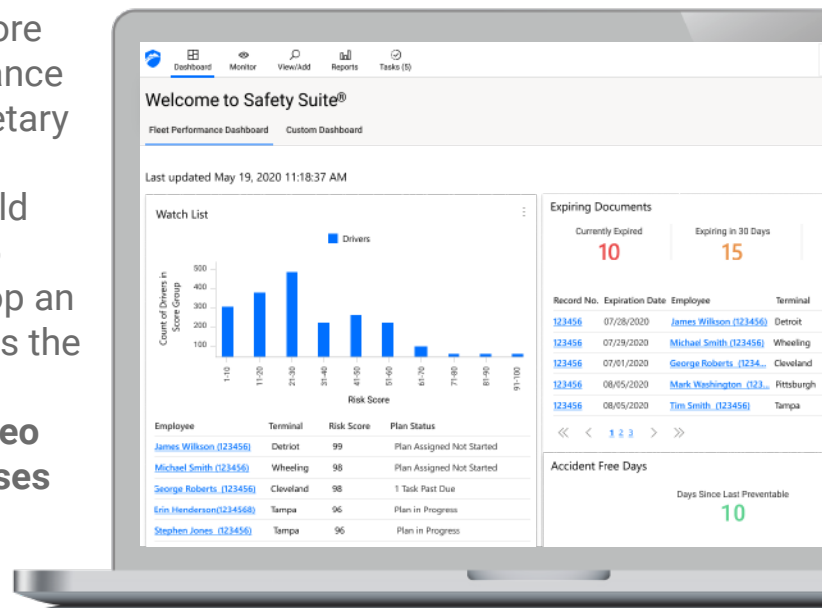 ore
ance
etary
ld
op an
s the
eo
ses
Dashboard Monitor View/Add Reports Tasks (5)
Welcome to Safety Suite®
Fleet Performance Dashboard Custom Dashboard
Last updated May 19, 2020 11:18:37 AM
Watch List
Drivers
Count of Drivers in
Score Group
500
400
300
200
100
1-10 11-20 21-30 31-40 41-50 51-60 61-70 71-80 81-90 91-100
Risk Score
Employee Terminal Risk Score Plan Status
James Wilkson (123456) Detriot 99 Plan Assigned Not Started
Michael Smith (123456) Wheeling 98 Plan Assigned Not Started
George Roberts (123456) Cleveland 98 1 Task Past Due
Erin Henderson(1234568) Tampa 96 Plan in Progress
Stephen Jones (123456) Tampa 96 Plan in Progress
Expiring Documents
Currently Expired Expiring in 30 Days
10 15
Record No. Expiration Date Employee Terminal
123456 07/28/2020 James Wilkson (123456) Detroit
123456 07/29/2020 Michael Smith (123456) Wheeling
123456 07/01/2020 George Roberts (1234... Cleveland
123456 08/05/2020 Mark Washington (123... Pittsburgh
123456 08/05/2020 Tim Smith (123456) Tampa
1 2 3
Accident Free Days
Days Since Last Preventable
10